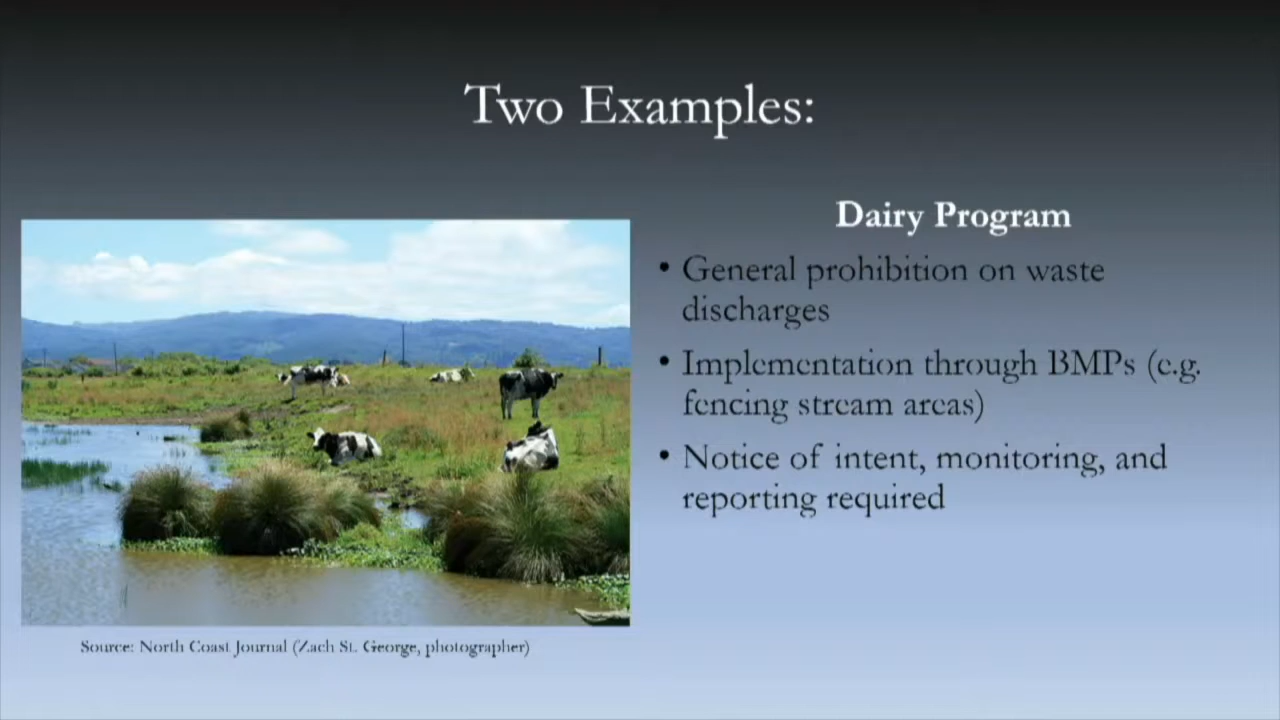 Two Examples:
Dairy Program
• General prohibition on waste
discharges
• Implementation through BMPs (e.g.
fencing stream areas)
• Notice of intent, monitoring, and
reporting required
Source: North Coast Journal (Zach St. George, photographer)